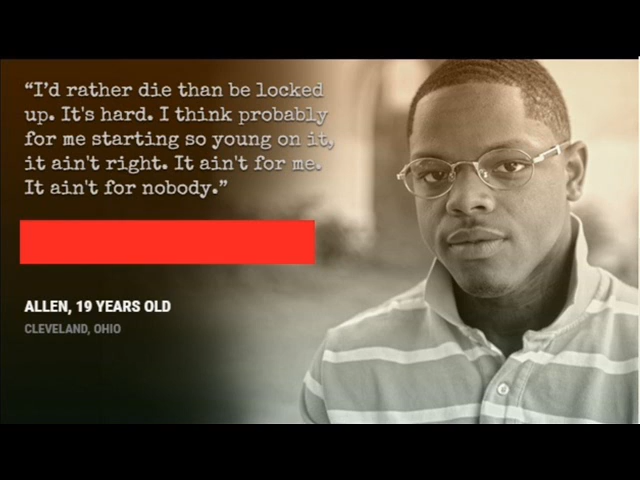 “I’d rather die than be locked
up. It's hard. I think probably
for me starting so young on it,
it ain't right. It ain't for me.
It ain't for nobody.”
ALLEN, 19 YEARS OLD
CLEVELAND, OHIO